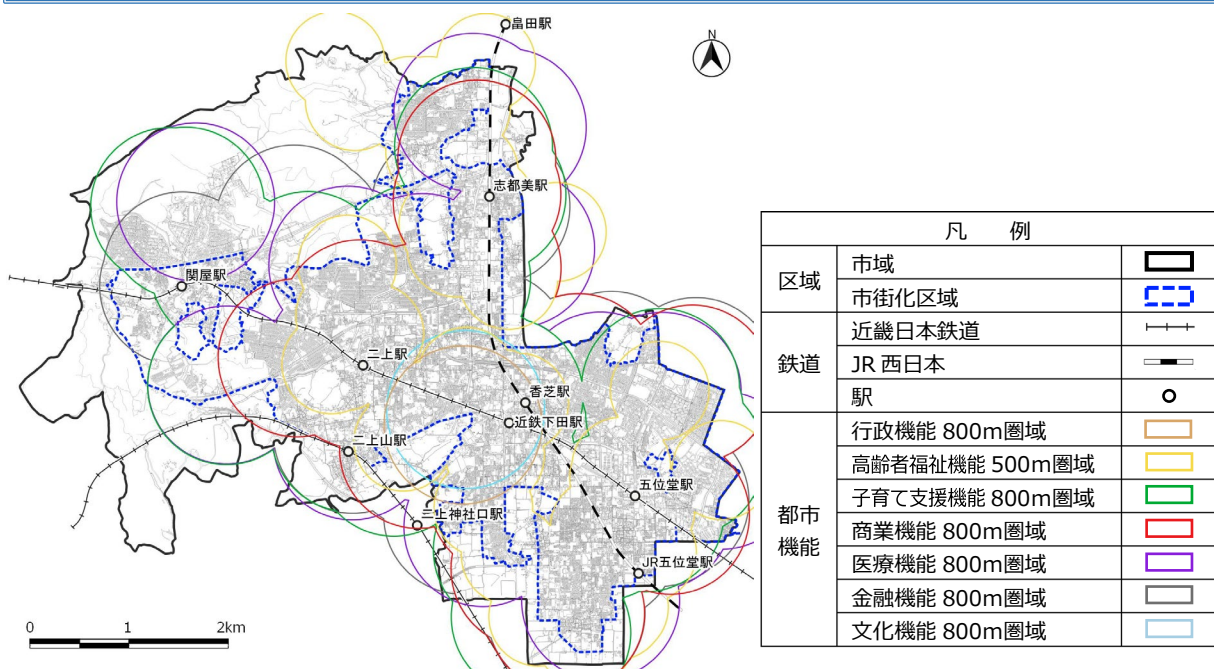 畠田駅
N
志都美駅
関屋駅
二上駅
香芝駅
近鉄下田駅
二上山駅
五位堂駅
二上神社口駅
JR五位堂駅
0 1 2km
凡 例
区域
市域
市街化区域
鉄道
近畿日本鉄道
JR 西日本
駅
都市
機能
行政機能 800m圏域
高齢者福祉機能 500m圏域
子育て支援機能 800m圏域
商業機能 800m圏域
医療機能 800m圏域
金融機能 800m圏域
文化機能 800m圏域